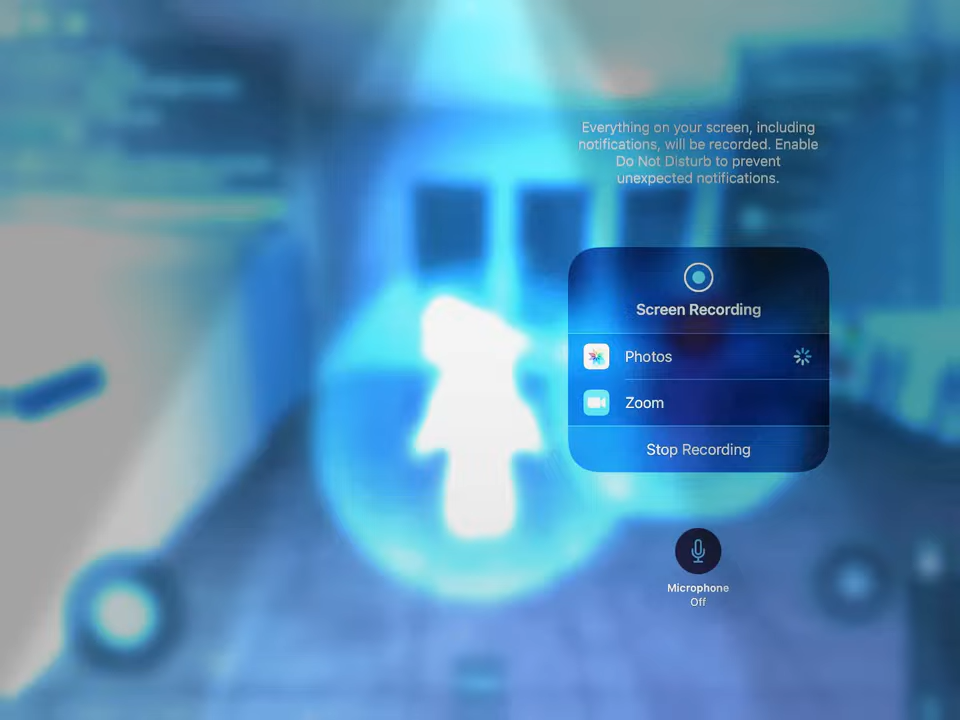 Everything on your screen, including
notifications, will be recorded. Enable
Do Not Disturb to prevent
unexpected notifications.
Screen Recording
Photos
Zoom
Stop Recording
Microphone
Off